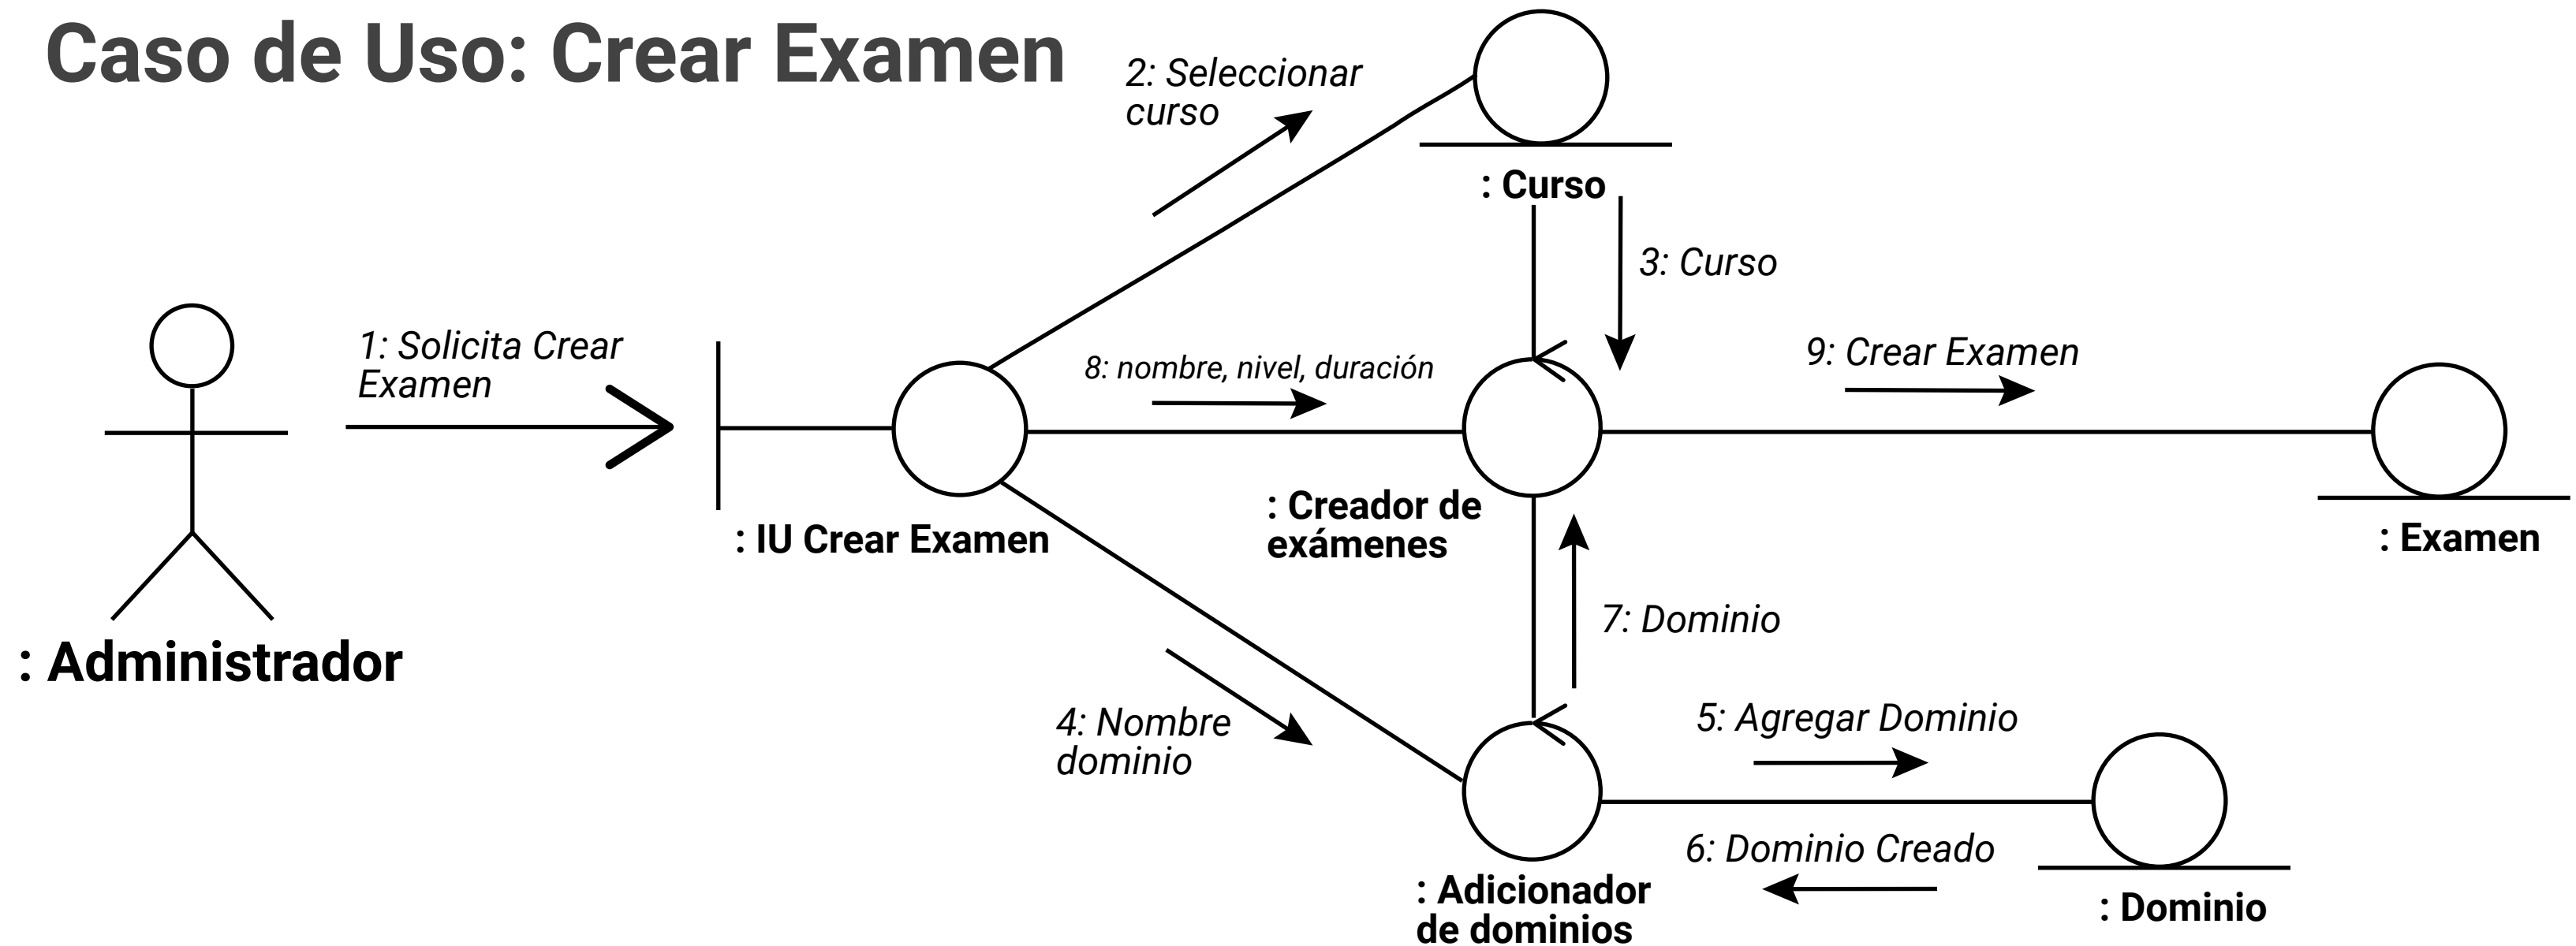 Caso de Uso: Crear Examen
2: Seleccionar
curso
: Curso
3: Curso
1: Solicita Crear
Examen
8: nombre, nivel, duración
9: Crear Examen
: IU Crear Examen
: Creador de
exámenes
: Examen
: Administrador
7: Dominio
4: Nombre
dominio
5: Agregar Dominio
6: Dominio Creado
: Adicionador
de dominios
: Dominio